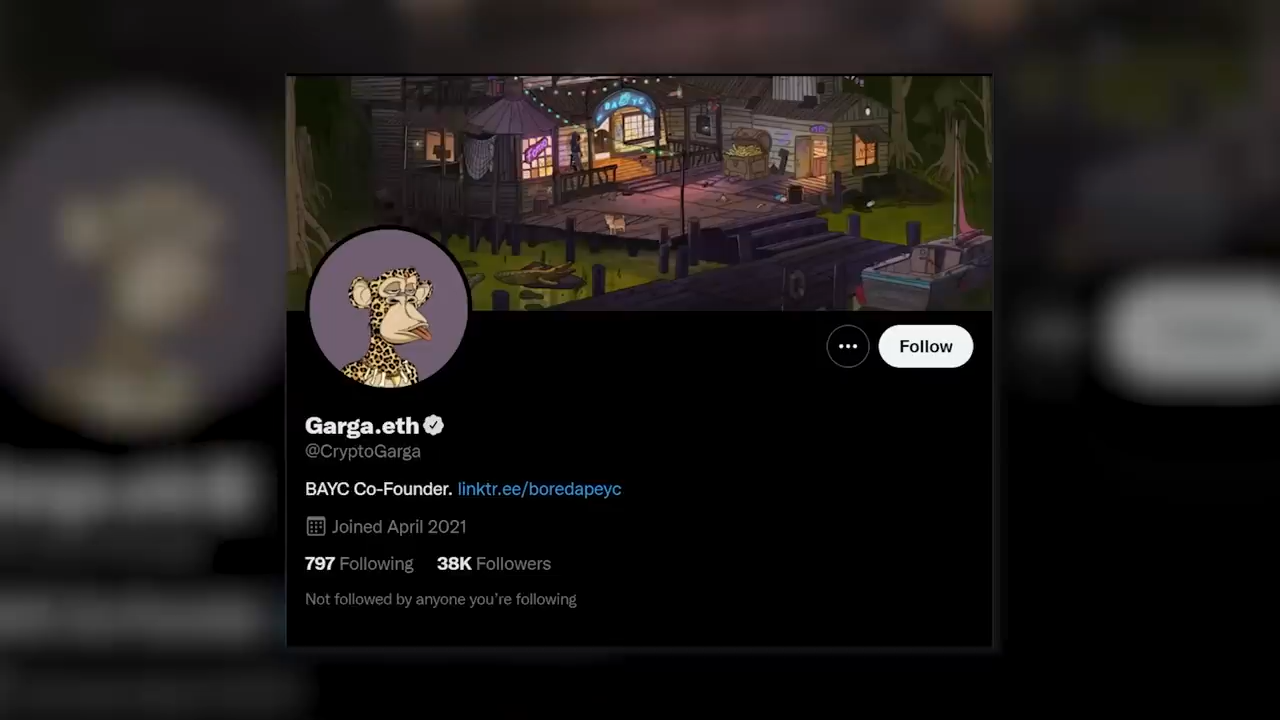 BAYC
Follow
Garga.eth
@CryptoGarga
BAYC Co-Founder. linktr.ee/boredapeyc
Joined April 2021
797 Following 38K Followers
Not followed by anyone you’re following